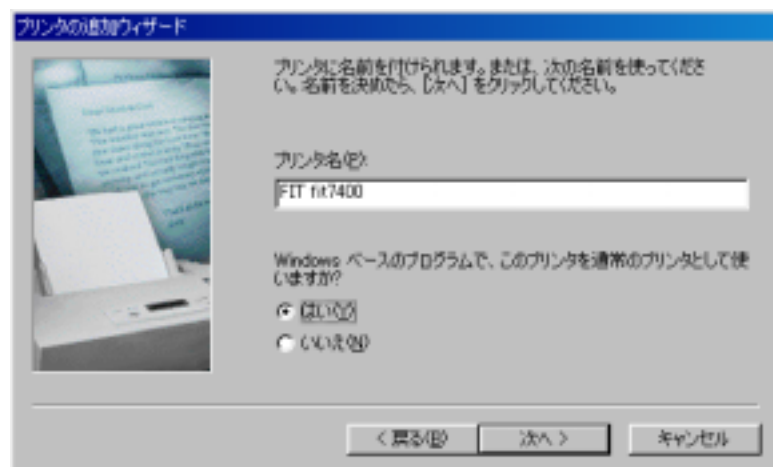 プリンタの追加ウィザード
プリンタに名前を付けられます。または、次の名前を使ってくださ
い。名前を決めたら、[次へ] をクリックしてください。
プリンタ名(P):
FIT fit7400
Windows ベースのプログラムで、このプリンタを通常のプリンタとして使
いますか?
はい(Y)
いいえ(N)
< 戻る(B)
次へ >
キャンセル